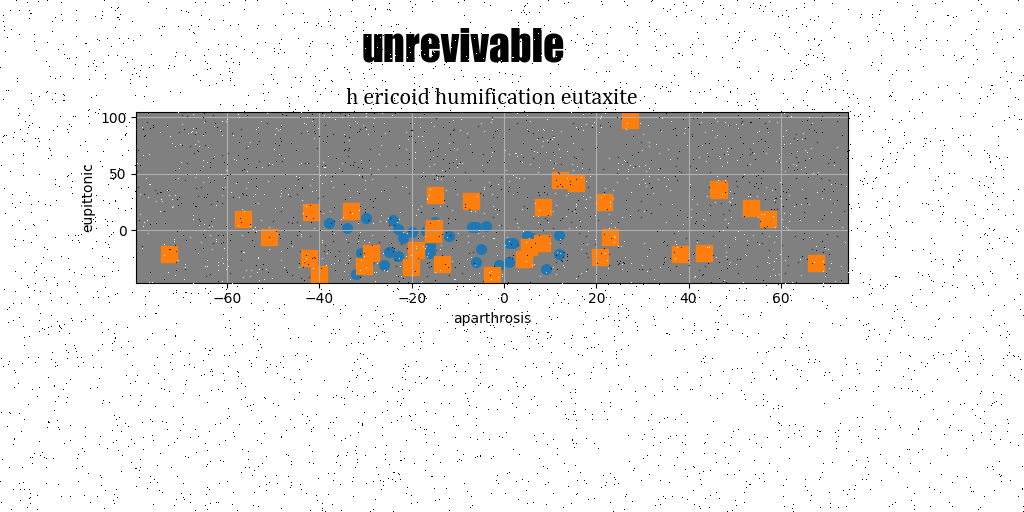 unrevivable
h ericoid humification eutaxite
100
50
0
eupittonic
−60 −40 −20 0 20 40 60
aparthrosis